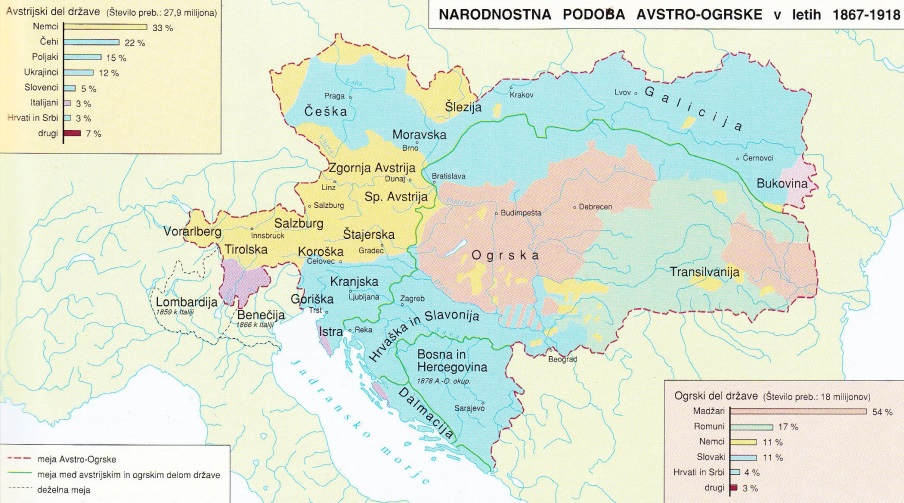 NARODNOSTNA PODOBA AVSTRO-OGRSKE v letih 1867-1918
Avstrijski del države (Število preb.: 27,9 milijona)
Nemci 33 %
Čehi 22 %
Poljaki 15 %
Ukrajinci 12 %
Slovenci 5 %
Italijani 3 %
Hrvati in Srbi 3 %
drugi 7 %
Praga
Češka
Šlezija
Krakov
Lvov
Galicija
Moravska
Brno
Černovci
Bukovina
Zgornja Avstrija
Dunaj
Bratislava
Linz
Sp. Avstrija
Salzburg
Budimpešta
Debrecen
Vorarlberg
Salzburg
Innsbruck
Štajerska
Gradec
Tirolska
Koroška
Celovec
Ogrska
Transilvanija
Kranjska
Ljubljana
Lombardija
1859 k Italiji
Goriška
Trst
Zagreb
Benečija
1866 k Italiji
Istra
Reka
Hrvaška in Slavonija
Bosna in
Hercegovina
1878 A.-O. okup.
Beograd
Sarajevo
Dalmacija
Jadransko morje
meja Avstro-Ogrske
meja med avstrijskim in ogrskim delom države
deželna meja
Ogrski del države (Število preb.: 18 milijonov)
Madžari 54 %
Romuni 17 %
Nemci 11 %
Slovaki 11 %
Hrvati in Srbi 4 %
drugi 3 %